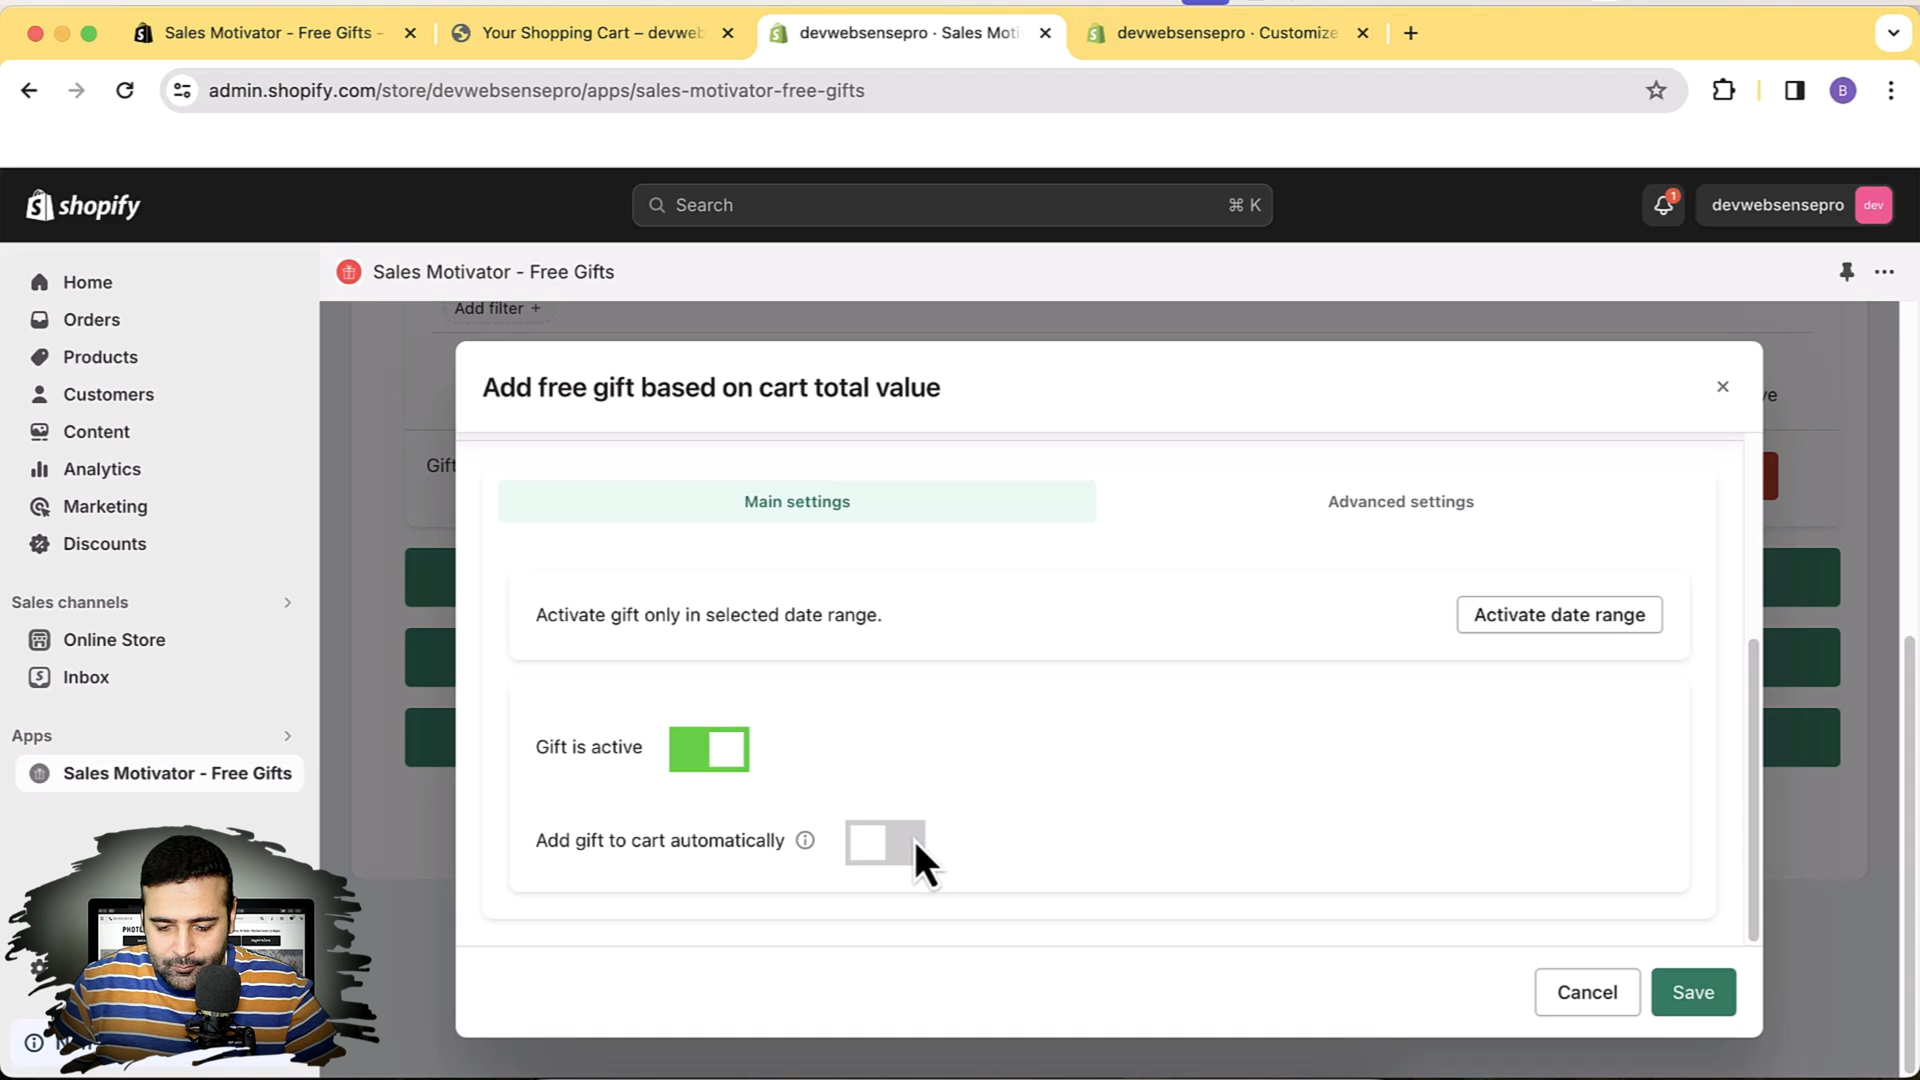 Sales Motivator - Free Gifts -
Your Shopping Cart – devweb
devwebsensepro · Sales Moti
devwebsensepro · Customize
admin.shopify.com/store/devwebsensepro/apps/sales-motivator-free-gifts
B
shopify
Search
⌘ K
1
devwebsensepro
dev
Home
Orders
Products
Customers
Content
Analytics
Marketing
Discounts
Sales channels
Online Store
Inbox
Apps
Sales Motivator - Free Gifts
Sales Motivator - Free Gifts
Add filter +
Gift
Add free gift based on cart total value
Main settings
Advanced settings
Activate gift only in selected date range.
Activate date range
Gift is active
Add gift to cart automatically
Cancel
Save